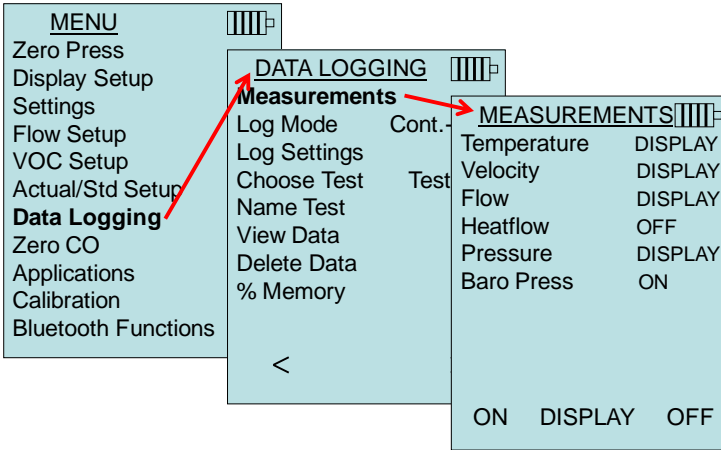 MENU
Zero Press
Display Setup
Settings
Flow Setup
VOC Setup
Actual/Std Setup
Data Logging
Zero CO
Applications
Calibration
Bluetooth Functions
DATA LOGGING
Measurements
Log Mode Cont.-
Log Settings
Choose Test Test
Name Test
View Data
Delete Data
% Memory
<
MEASUREMENTS
Temperature DISPLAY
Velocity DISPLAY
Flow DISPLAY
Heatflow OFF
Pressure DISPLAY
Baro Press ON
ON DISPLAY OFF